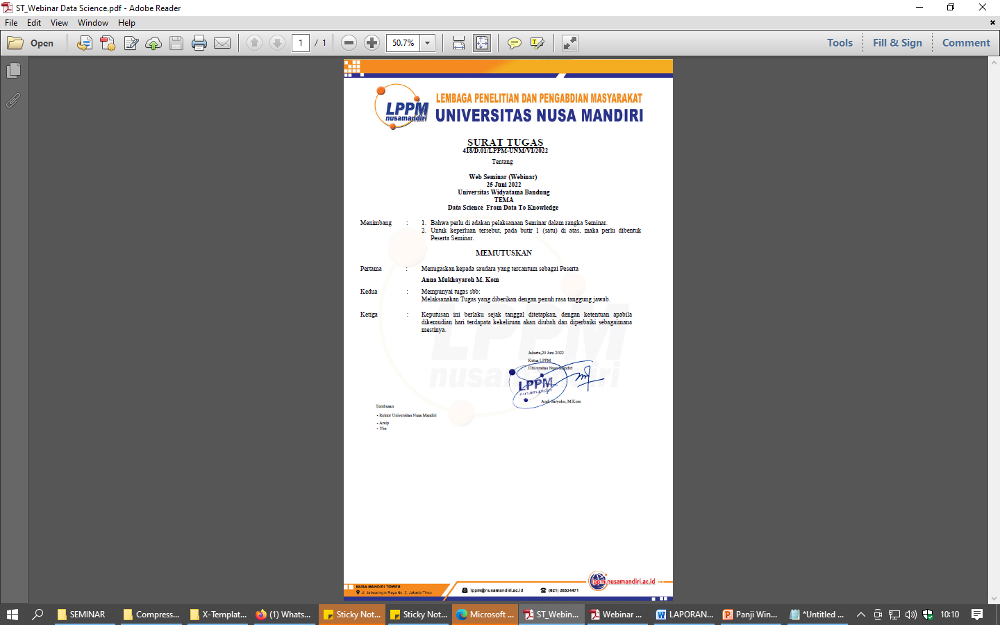 ST_Webinar Data Science.pdf - Adobe Reader
File Edit View Window Help
Open 1 / 1 50.7% Tools Fill & Sign Comment
LPPM
nusamandiri
LEMBAGA PENELITIAN DAN PENGABDIAN MASYARAKAT
UNIVERSITAS NUSA MANDIRI
SURAT TUGAS
418/D.01/LPPM-UNM/VI/2022
Tentang
Web Seminar (Webinar)
25 Juni 2022
Universitas Widyatama Bandung
TEMA
Data Science From Data To Knowledge
Menimbang : 1. Bahwa perlu di adakan pelaksanaan Seminar dalam rangka Seminar.
2. Untuk keperluan tersebut, pada butir 1 (satu) di atas, maka perlu dibentuk
Peserta Seminar.
MEMUTUSKAN
Pertama : Menugaskan kepada saudara yang tercantum sebagai Peserta
Anna Mukhayaroh M. Kom
Kedua : Mempunyai tugas sbb:
Melaksanakan Tugas yang diberikan dengan penuh rasa tanggung jawab.
Ketiga : Keputusan ini berlaku sejak tanggal ditetapkan, dengan ketentuan apabila
dikemudian hari terdapata kekeliruan akan diubah dan diperbaiki sebagaimana
mestinya.
LPPM
nusamandiri
Jakarta,20 Juni 2022
Ketua LPPM
Universitas Nusa Mandiri
LPPM
nusamandiri
Andi Saryoko, M.Kom
Tembusan
- Rektor Universitas Nusa Mandiri
- Arsip
- Ybs
lppm.nusamandiri.ac.id
NUSA MANDIRI TOWER
Jl. Jatiwaringin Raya No. 2, Jakarta Timur
lppm@nusamandiri.ac.id (021) 28534471
SEMINAR Compress... X-Templat... (1) Whats... Sticky Not... Sticky Not... Microsoft ... ST_Webin... Webinar ... LAPORAN... Panji Win... *Untitled ... 10:10